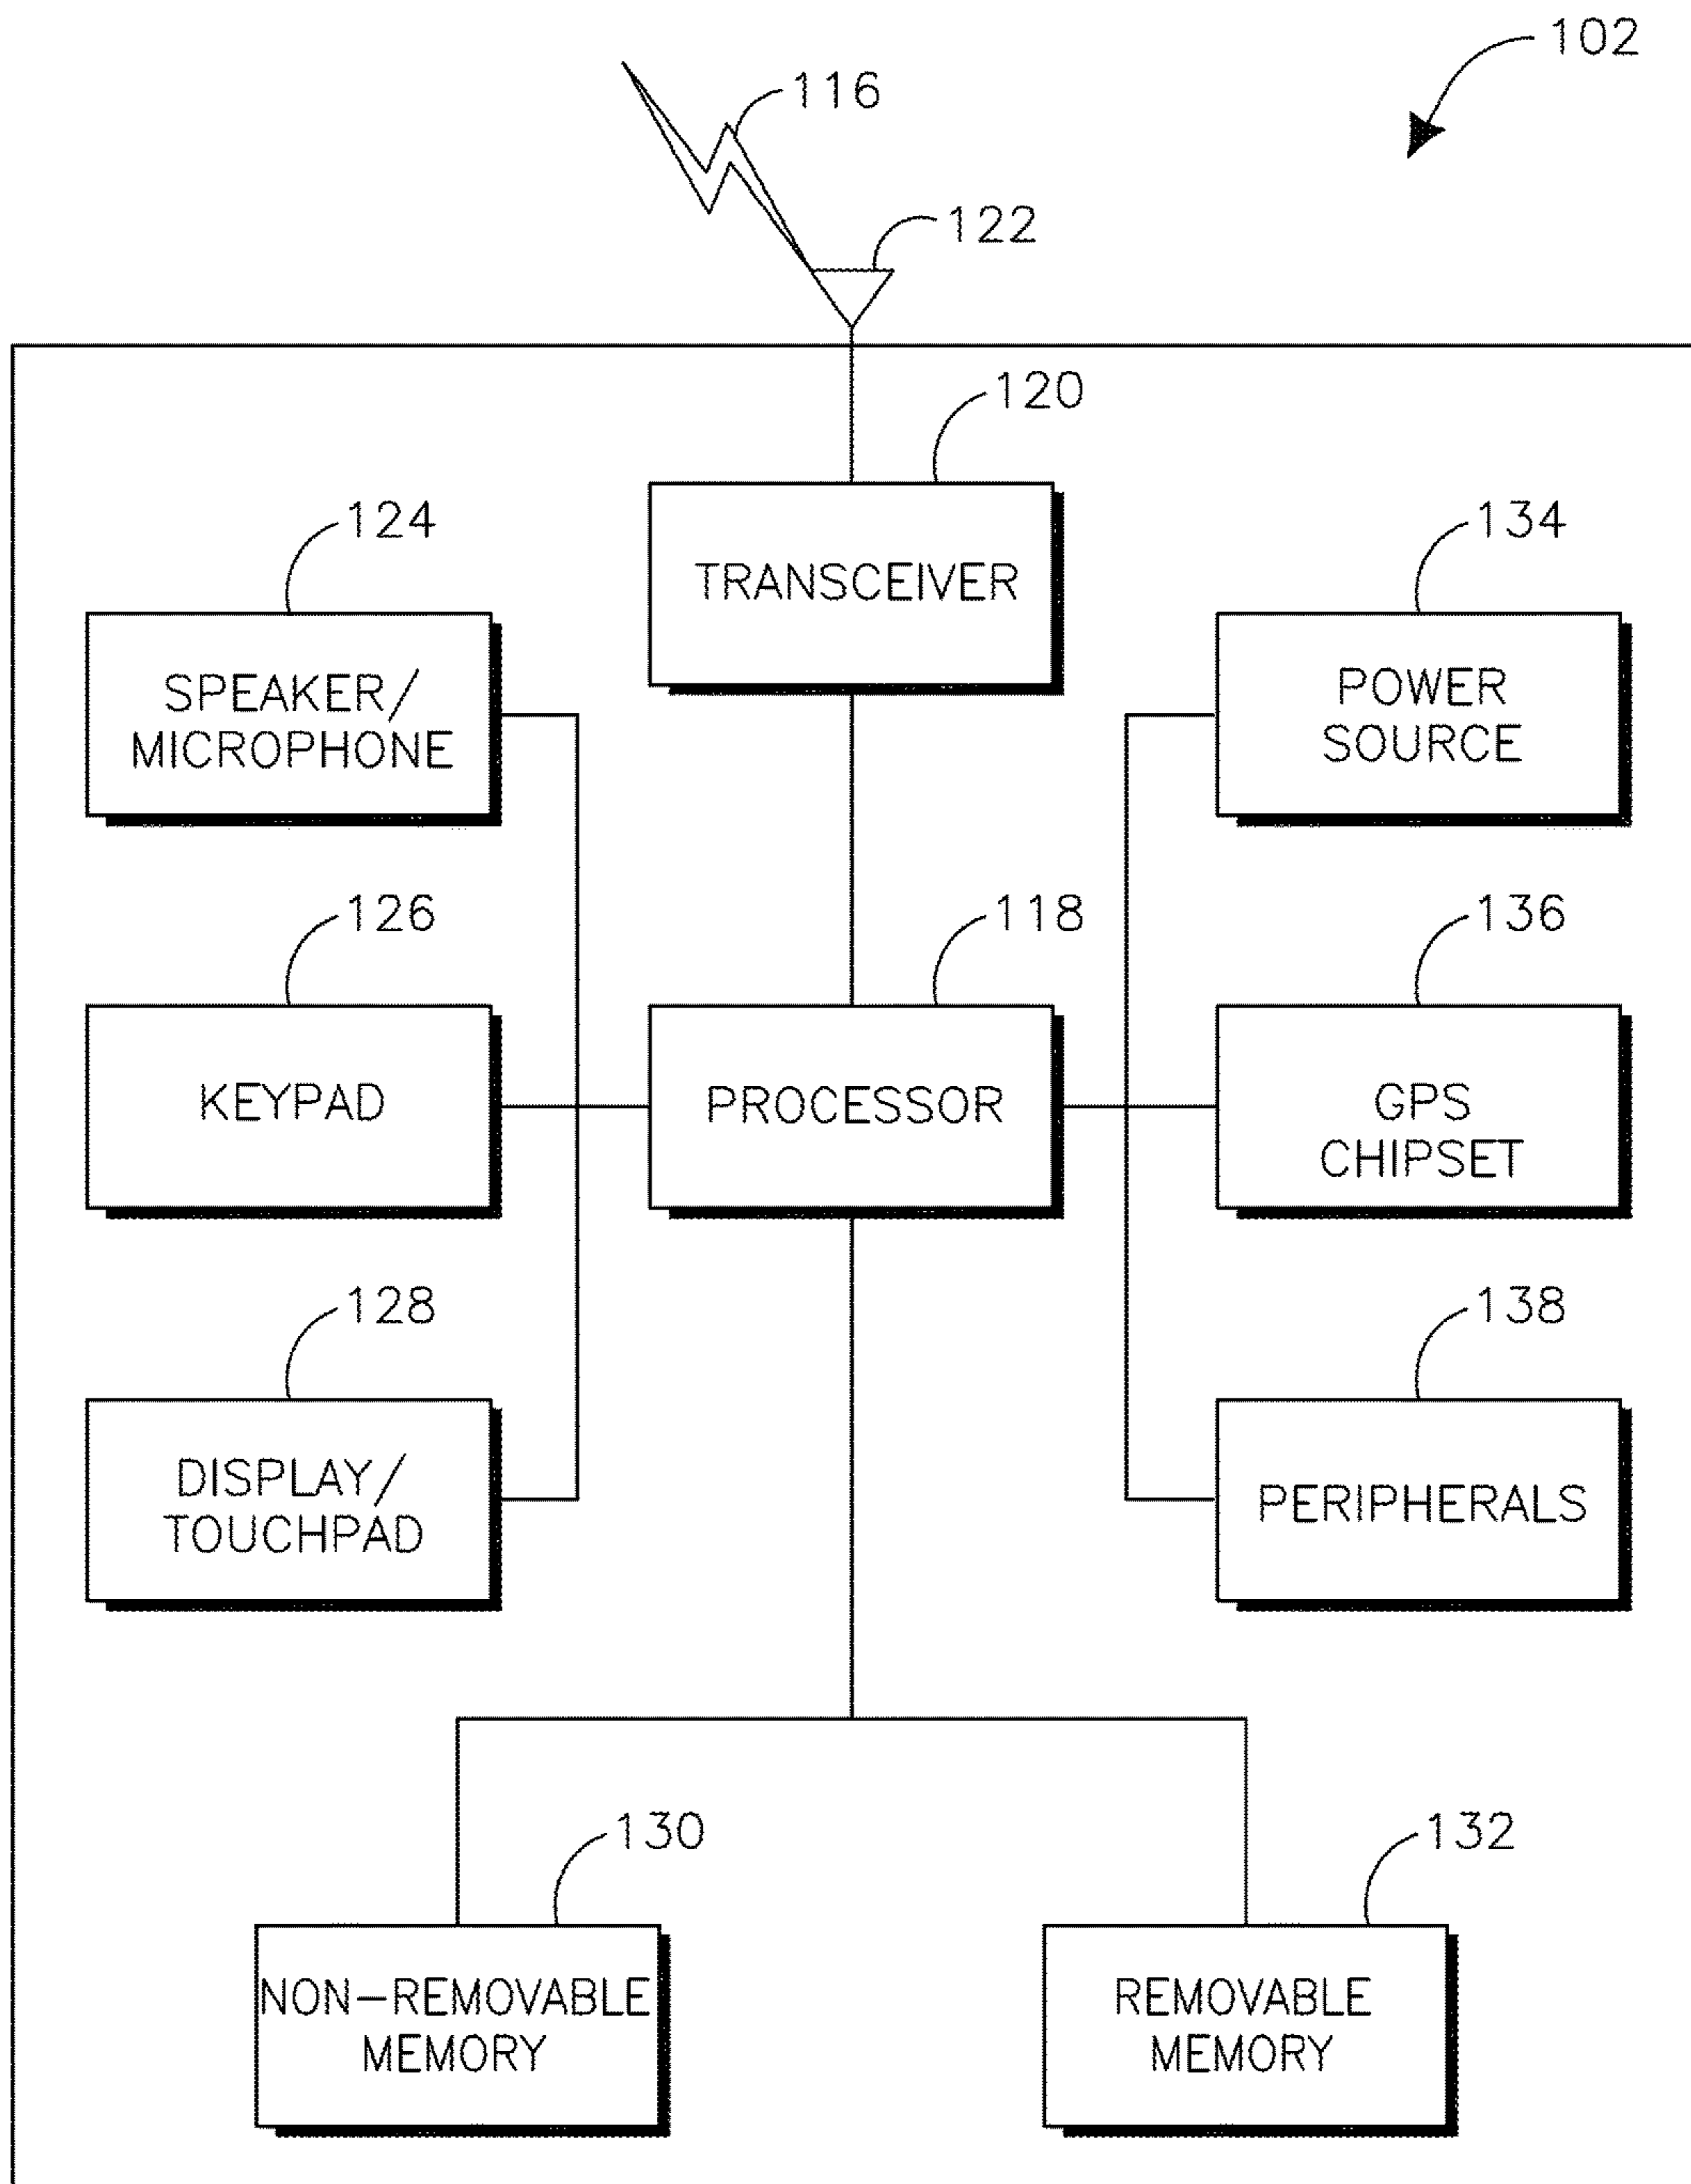 102
116
122
120
TRANSCEIVER
124
SPEAKER/
MICROPHONE
134
POWER
SOURCE
126
KEYPAD
118
PROCESSOR
136
GPS
CHIPSET
128
DISPLAY/
TOUCHPAD
138
PERIPHERALS
130
NON-REMOVABLE
MEMORY
132
REMOVABLE
MEMORY